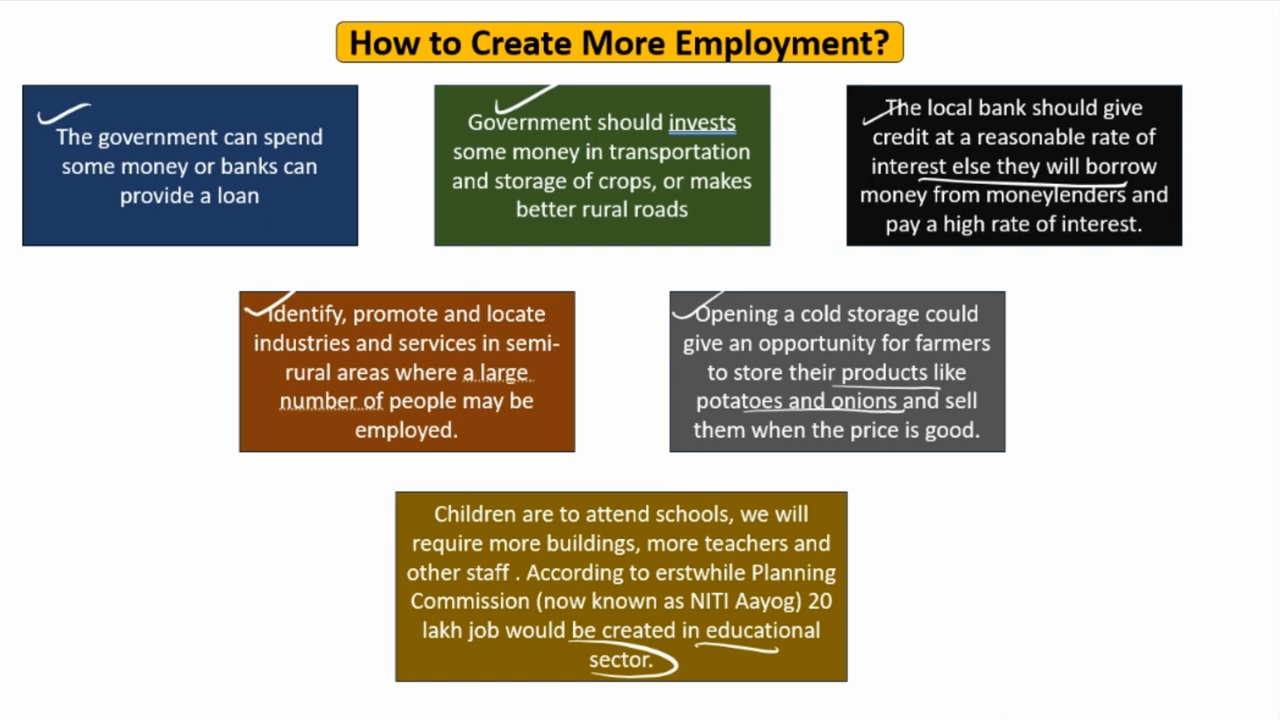 How to Create More Employment?
The government can spend
some money or banks can
provide a loan
Government should invests
some money in transportation
and storage of crops, or makes
better rural roads
The local bank should give
credit at a reasonable rate of
interest else they will borrow
money from moneylenders and
pay a high rate of interest.
Identify, promote and locate
industries and services in semi-
rural areas where a large
number of people may be
employed.
Opening a cold storage could
give an opportunity for farmers
to store their products like
potatoes and onions and sell
them when the price is good.
Children are to attend schools, we will
require more buildings, more teachers and
other staff . According to erstwhile Planning
Commission (now known as NITI Aayog) 20
lakh job would be created in educational
sector.